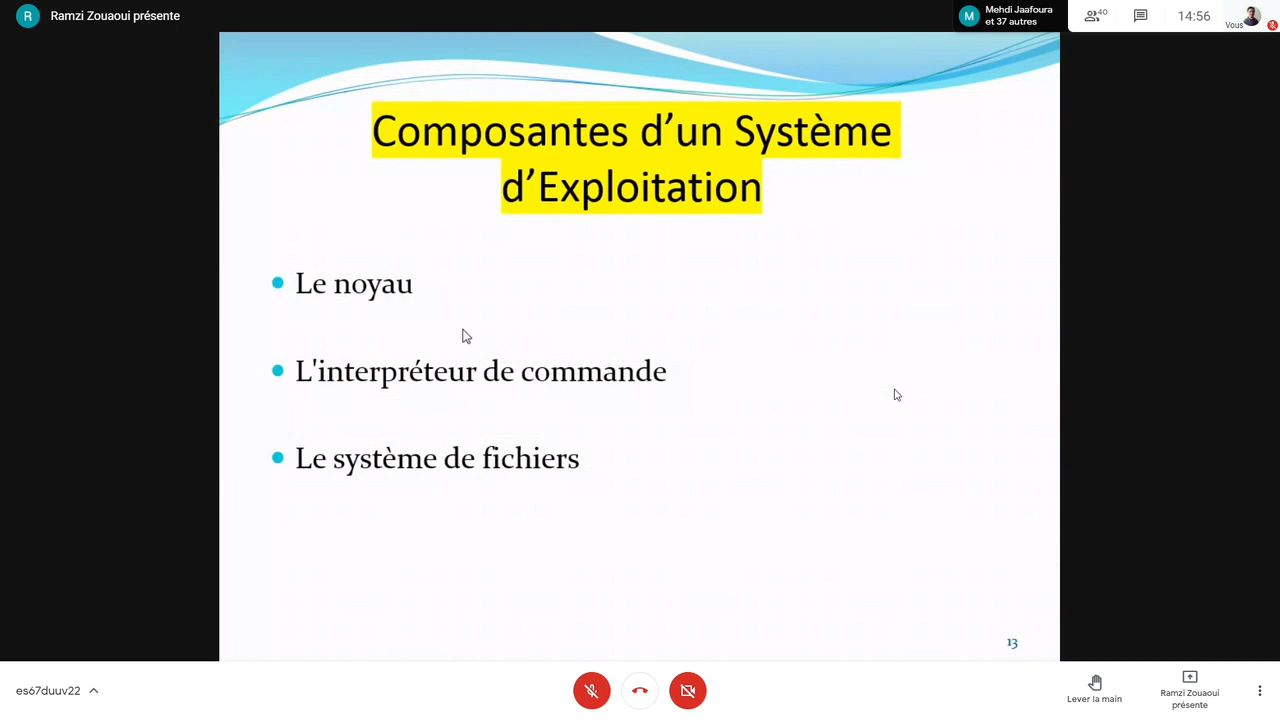 R Ramzi Zouaoui présente
M Mehdi Jaafoura
et 37 autres
40
14:56
Vous
Composantes d’un Système
d’Exploitation
Le noyau
L'interpréteur de commande
Le système de fichiers
13
es67duuv22
Lever la main
Ramzi Zouaoui
présente